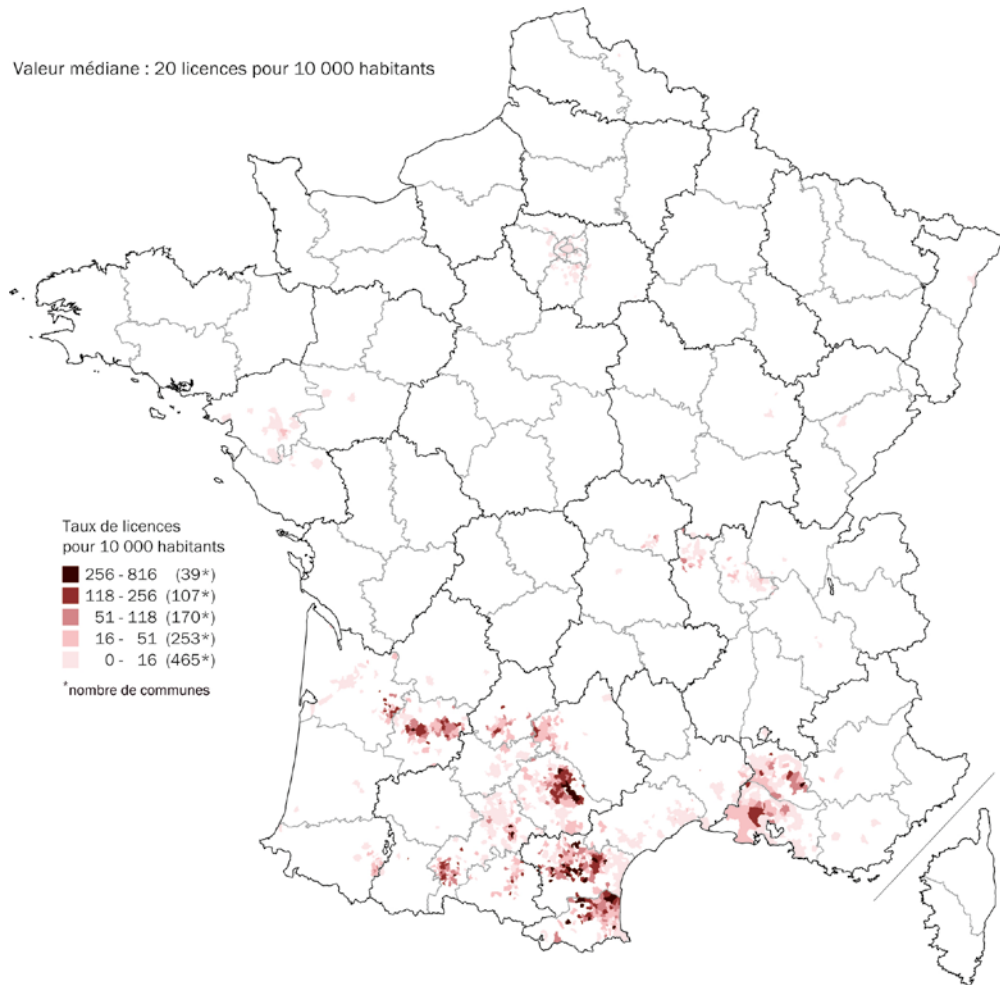 Valeur médiane : 20 licences pour 10 000 habitants
Taux de licences
pour 10 000 habitants
256 - 816 (39*)
118 - 256 (107*)
51 - 118 (170*)
16 - 51 (253*)
0 - 16 (465*)
*nombre de communes